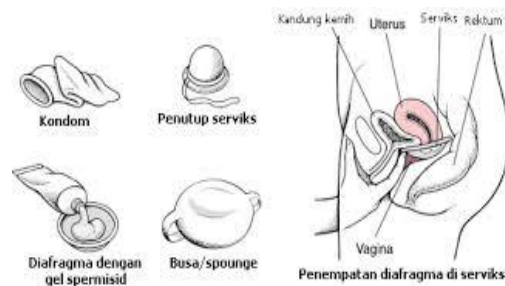 Kondom
Penutup serviks
Diafragma dengan
gel spermisid
Busa/spounge
Kandung kemih
Uterus
Serviks
Rektum
Vagina
Penempatan diafragma di serviks